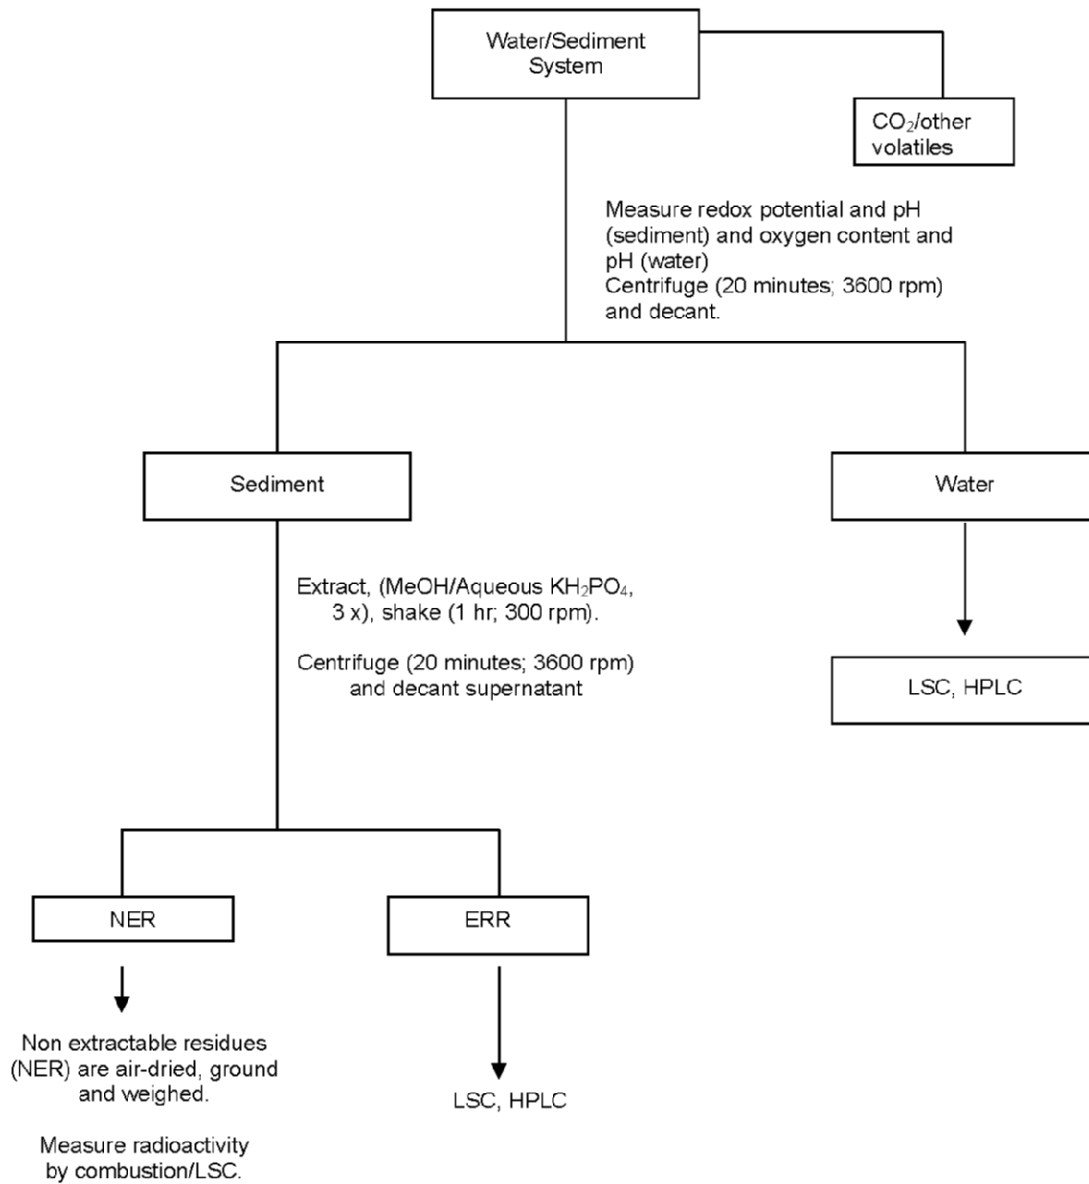 Water/Sediment
System
CO₂/other
volatiles
Measure redox potential and pH
(sediment) and oxygen content and
pH (water)
Centrifuge (20 minutes; 3600 rpm)
and decant.
Sediment
Water
Extract, (MeOH/Aqueous KH₂PO₄,
3 x), shake (1 hr; 300 rpm).
Centrifuge (20 minutes; 3600 rpm)
and decant supernatant
LSC, HPLC
NER
ERR
Non extractable residues
(NER) are air-dried, ground
and weighed.
Measure radioactivity
by combustion/LSC.
LSC, HPLC